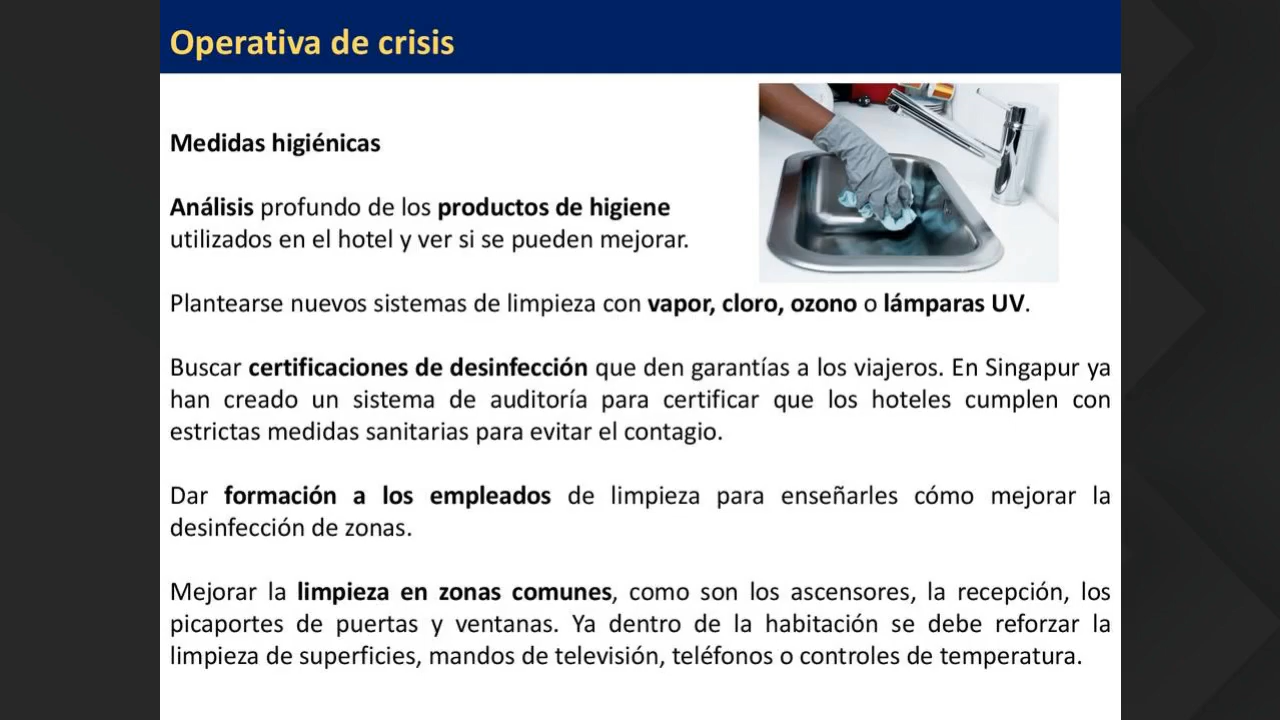 Operativa de crisis
Medidas higiénicas
Análisis profundo de los productos de higiene
utilizados en el hotel y ver si se pueden mejorar.
Plantearse nuevos sistemas de limpieza con vapor, cloro, ozono o lámparas UV.
Buscar certificaciones de desinfección que den garantías a los viajeros. En Singapur ya
han creado un sistema de auditoría para certificar que los hoteles cumplen con
estrictas medidas sanitarias para evitar el contagio.
Dar formación a los empleados de limpieza para enseñarles cómo mejorar la
desinfección de zonas.
Mejorar la limpieza en zonas comunes, como son los ascensores, la recepción, los
picaportes de puertas y ventanas. Ya dentro de la habitación se debe reforzar la
limpieza de superficies, mandos de televisión, teléfonos o controles de temperatura.